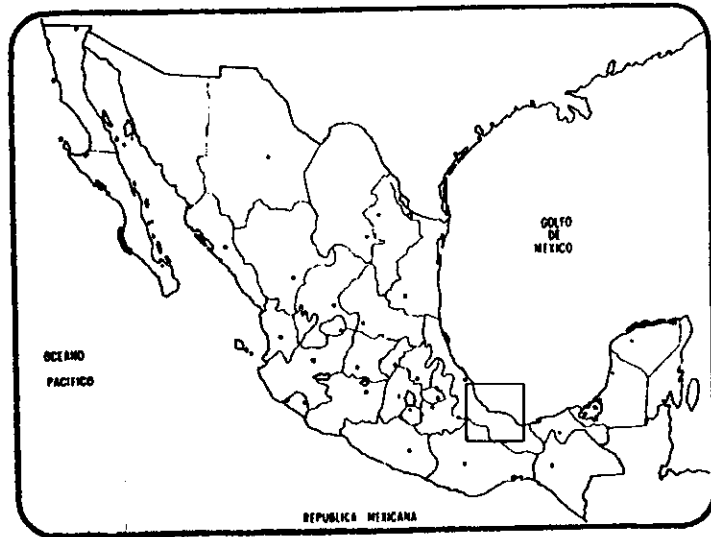 GOLFO
DE
MEXICO
OCEANO
PACIFICO
REPUBLICA MEXICANA